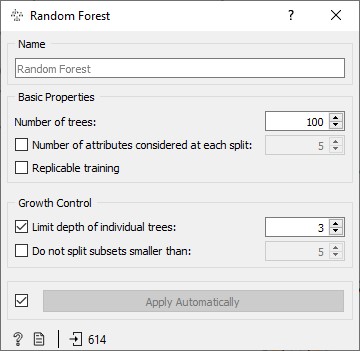 Random Forest
Name
Random Forest
Basic Properties
Number of trees: 100
Number of attributes considered at each split: 5
Replicable training
Growth Control
Limit depth of individual trees: 3
Do not split subsets smaller than: 5
Apply Automatically
? 614